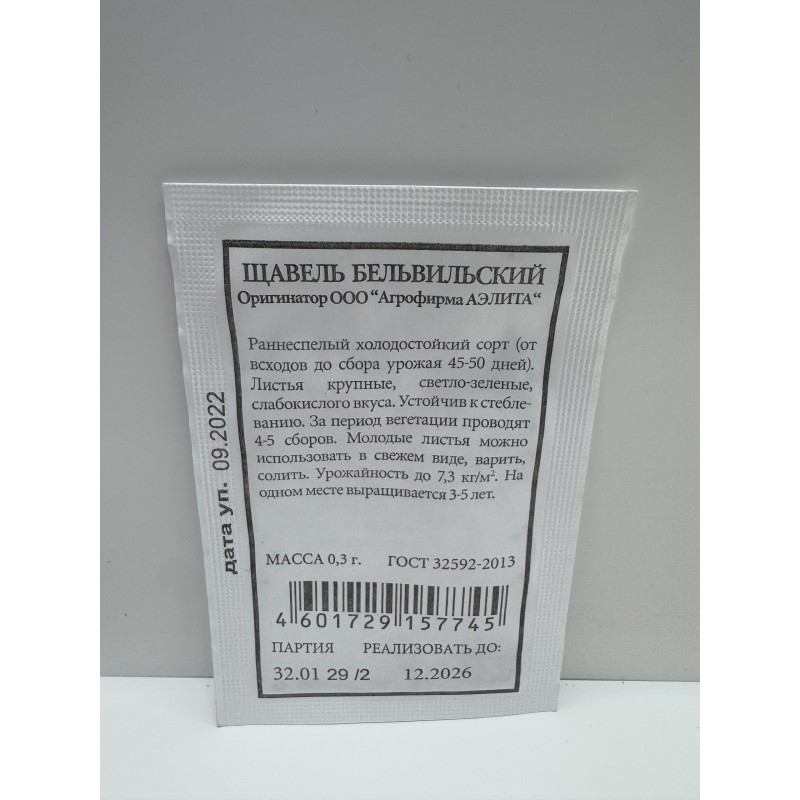 ЩАВЕЛЬ БЕЛЬВИЛЬСКИЙ
Оригинатор ООО “Агрофирма АЭЛИТА“
Раннеспелый холодостойкий сорт (от
всходов до сбора урожая 45-50 дней).
Листья крупные, светло-зеленые,
слабокислого вкуса. Устойчив к стебле-
ванию. За период вегетации проводят
4-5 сборов. Молодые листья можно
использовать в свежем виде, варить,
солить. Урожайность до 7,3 кг/м². На
одном месте выращивается 3-5 лет.
дата уп. 09.2022
МАССА 0,3 г. ГОСТ 32592-2013
4 601729 157745
ПАРТИЯ РЕАЛИЗОВАТЬ ДО:
32.01 29 /2 12.2026